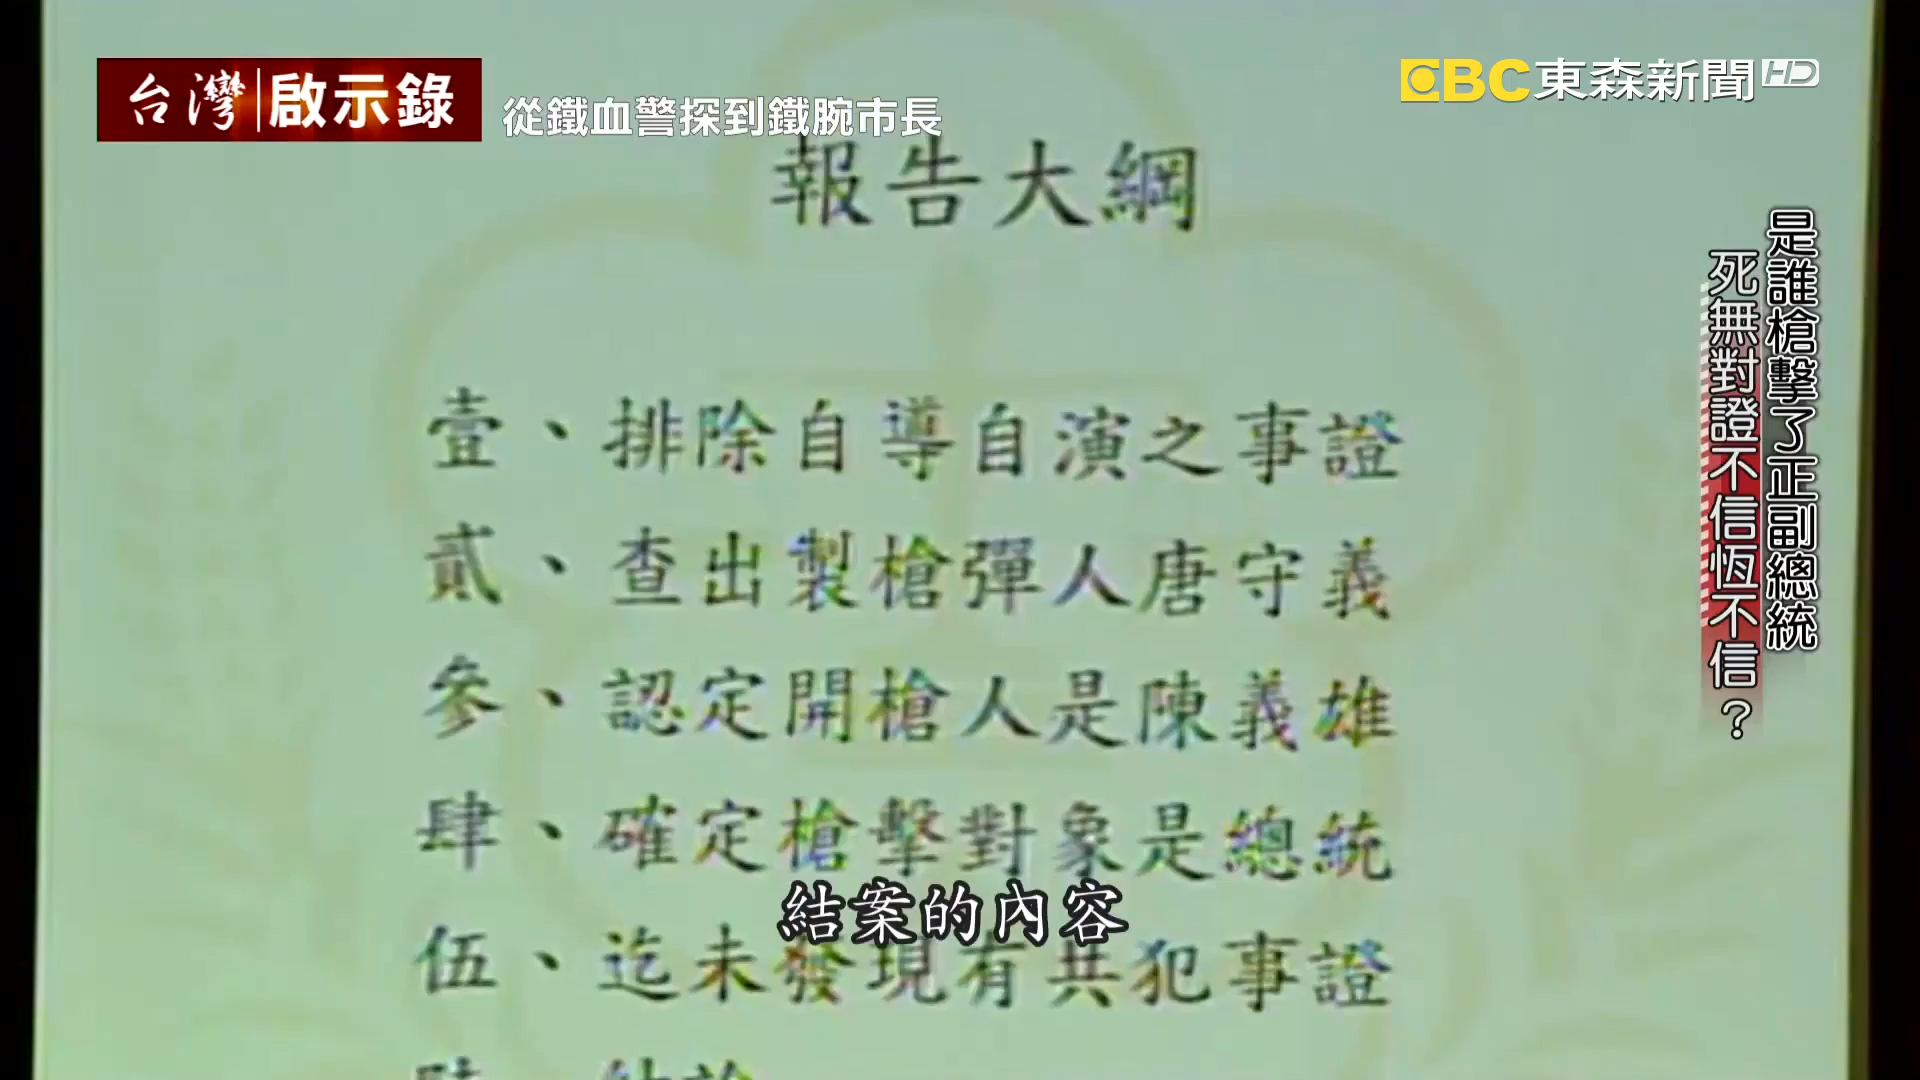 台灣啟示錄
從鐵血警探到鐵腕市長
EBC東森新聞HD
報告大綱
是誰槍擊了正副總統
死無對證不信恆不信？
壹、排除自導自演之事證
貳、查出製槍彈人唐守義
參、認定開槍人是陳義雄
肆、確定槍擊對象是總統
結案的內容
伍、迄未發現有共犯事證